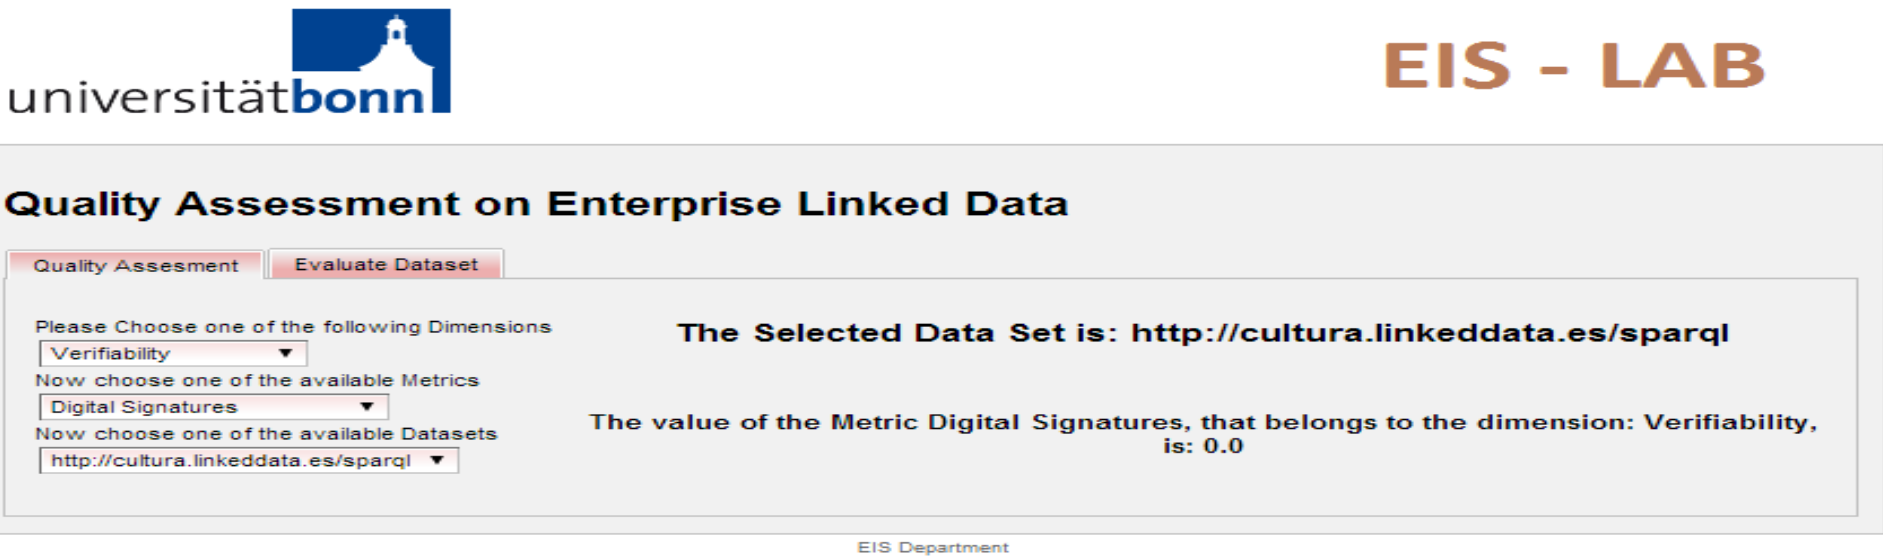 universitätbonn
EIS - LAB
Quality Assessment on Enterprise Linked Data
Quality Assesment
Evaluate Dataset
Please Choose one of the following Dimensions
Verifiability
Now choose one of the available Metrics
Digital Signatures
Now choose one of the available Datasets
http://cultura.linkeddata.es/sparql
The Selected Data Set is: http://cultura.linkeddata.es/sparql
The value of the Metric Digital Signatures, that belongs to the dimension: Verifiability,
is: 0.0
EIS Department